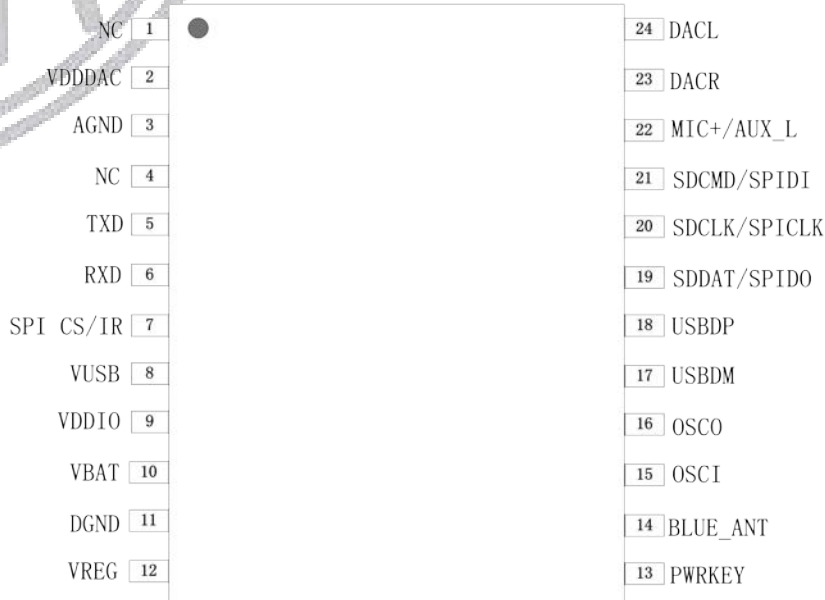 NC 1
VDDDAC 2
AGND 3
NC 4
TXD 5
RXD 6
SPI CS/IR 7
VUSB 8
VDDIO 9
VBAT 10
DGND 11
VREG 12
24 DACL
23 DACR
22 MIC+/AUX_L
21 SDCMD/SPIDI
20 SDCLK/SPICLK
19 SDDAT/SPIDO
18 USBDP
17 USBDM
16 OSCO
15 OSCI
14 BLUE_ANT
13 PWRKEY